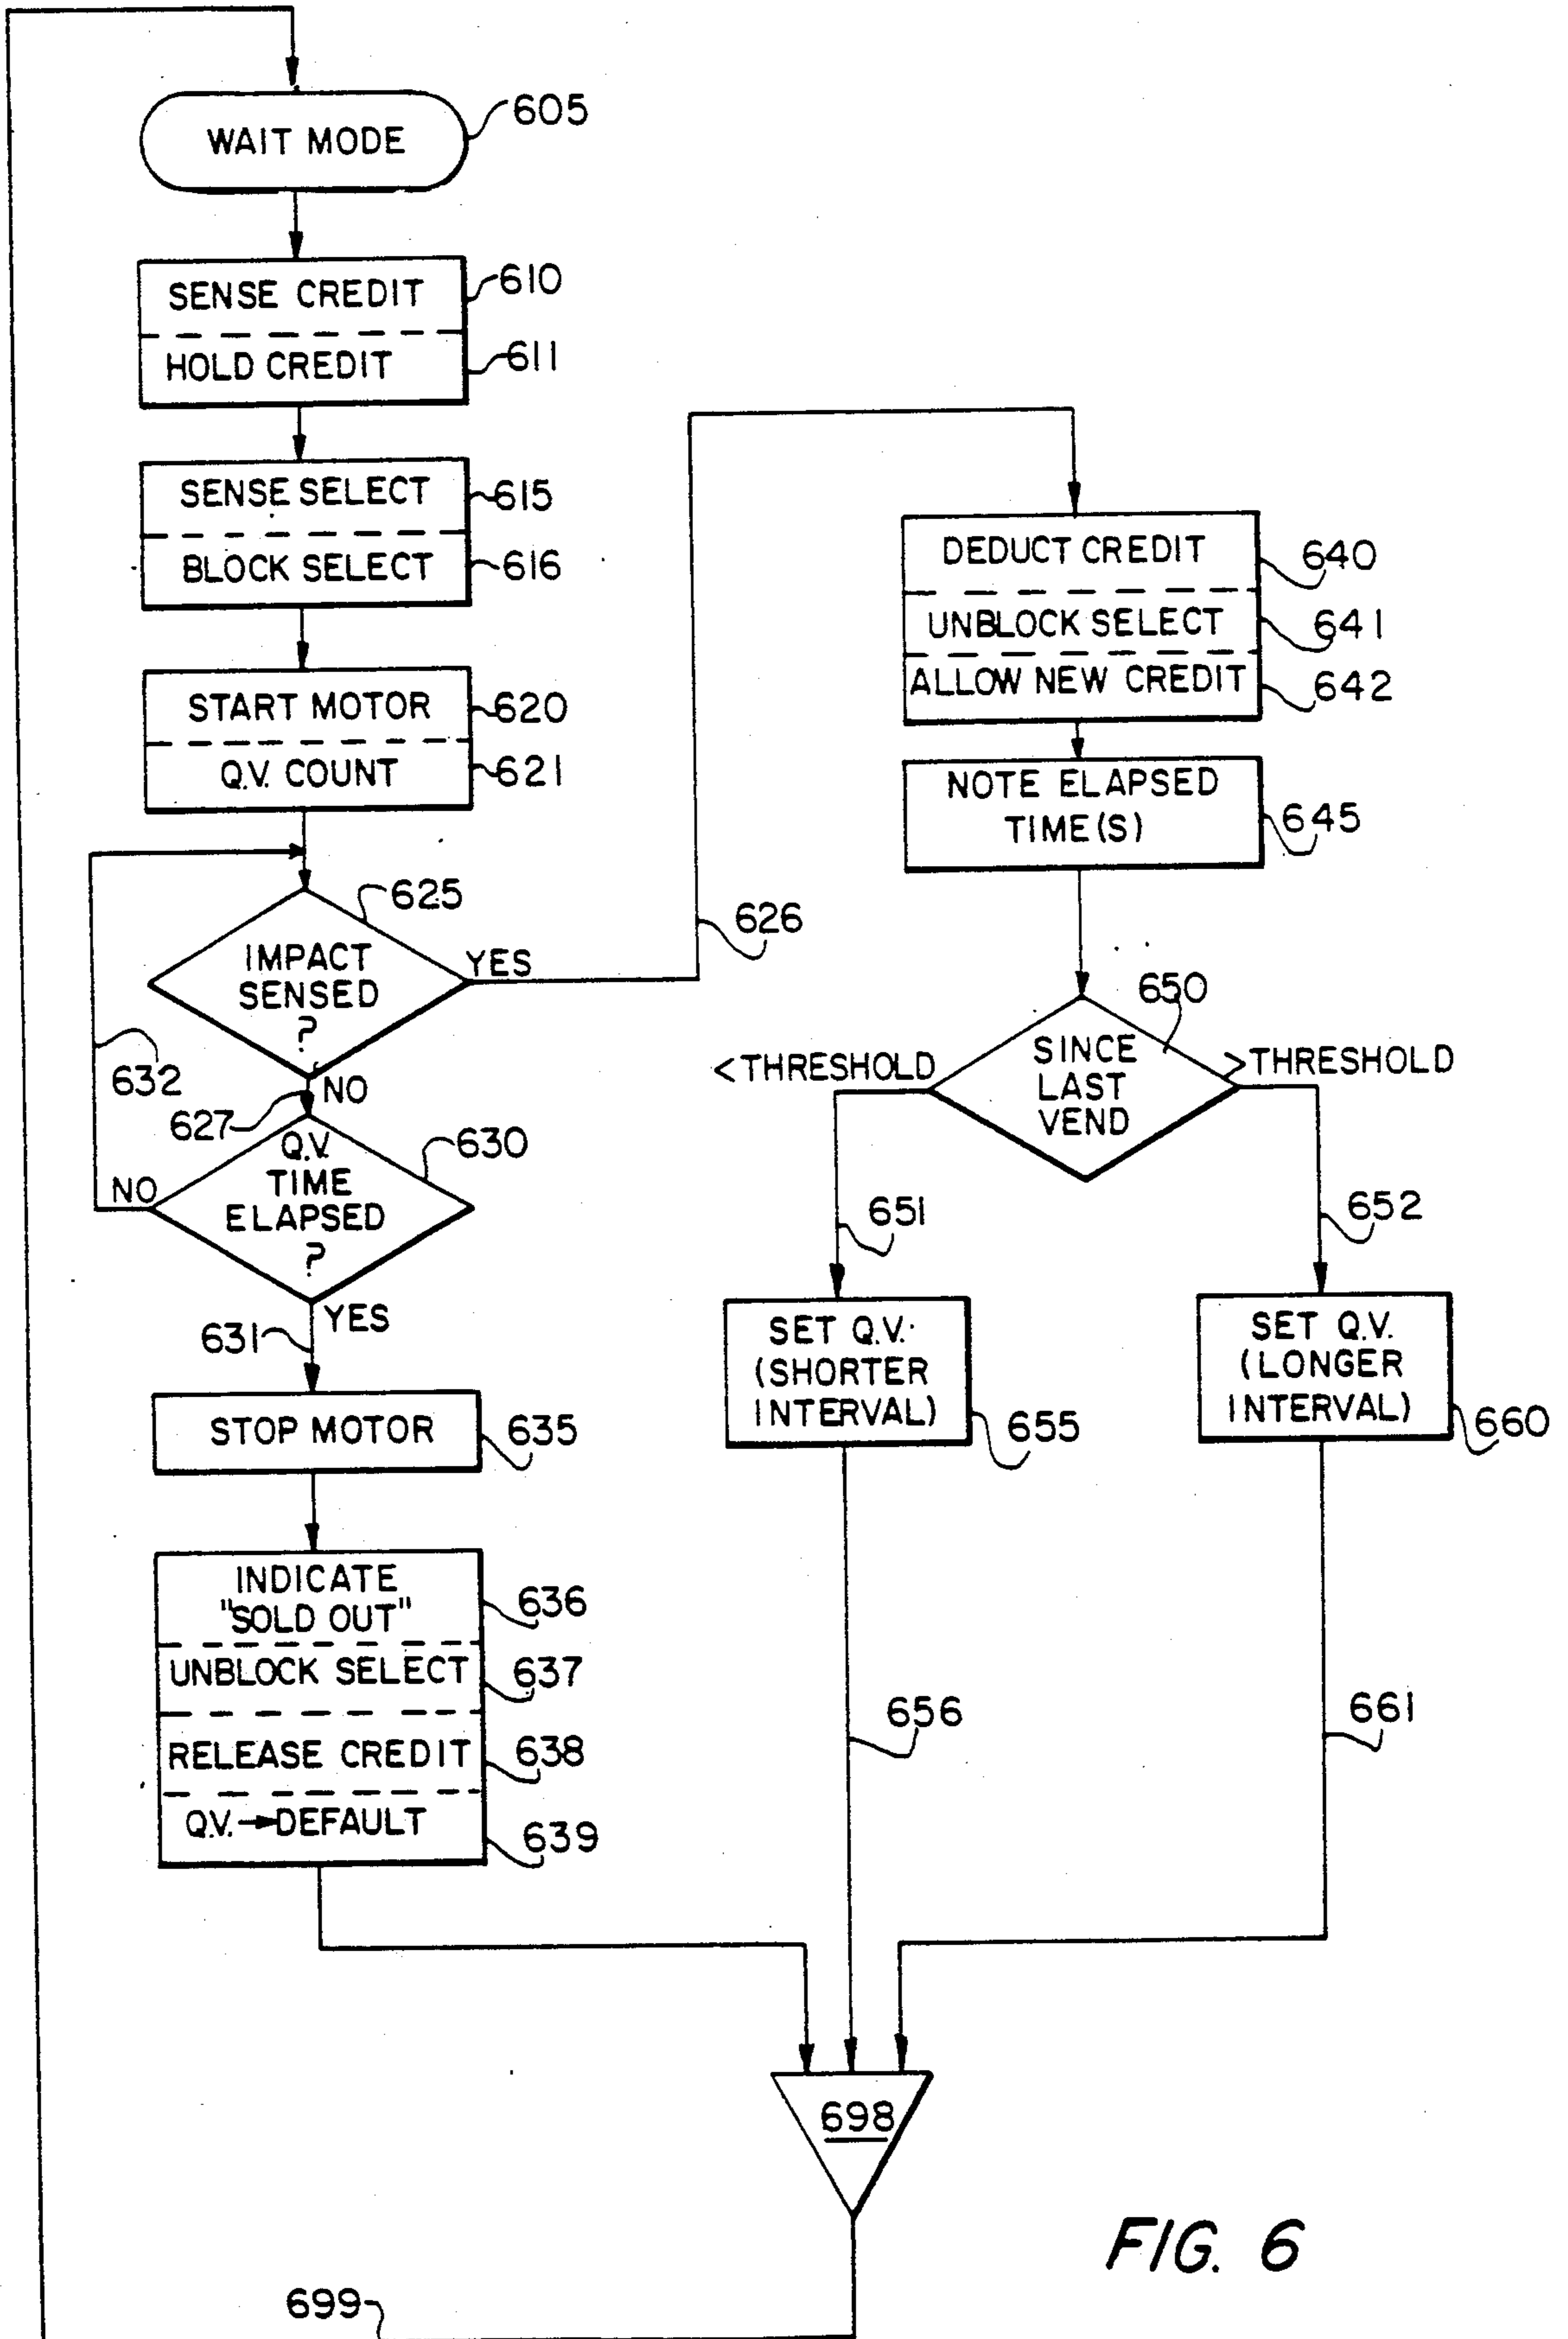 WAIT MODE
605
SENSE CREDIT
610
HOLD CREDIT
611
SENSE SELECT
615
BLOCK SELECT
616
START MOTOR
620
Q.V. COUNT
621
625
IMPACT
SENSED
?
YES
626
632
627
NO
630
Q.V.
TIME
ELAPSED
?
NO
631
YES
STOP MOTOR
635
INDICATE
"SOLD OUT"
636
UNBLOCK SELECT
637
RELEASE CREDIT
638
Q.V.→DEFAULT
639
DEDUCT CREDIT
640
UNBLOCK SELECT
641
ALLOW NEW CREDIT
642
NOTE ELAPSED
TIME(S)
645
650
SINCE
LAST
VEND
<THRESHOLD
>THRESHOLD
651
652
SET Q.V.
(SHORTER
INTERVAL)
655
SET Q.V.
(LONGER
INTERVAL)
660
656
661
698
699
FIG. 6